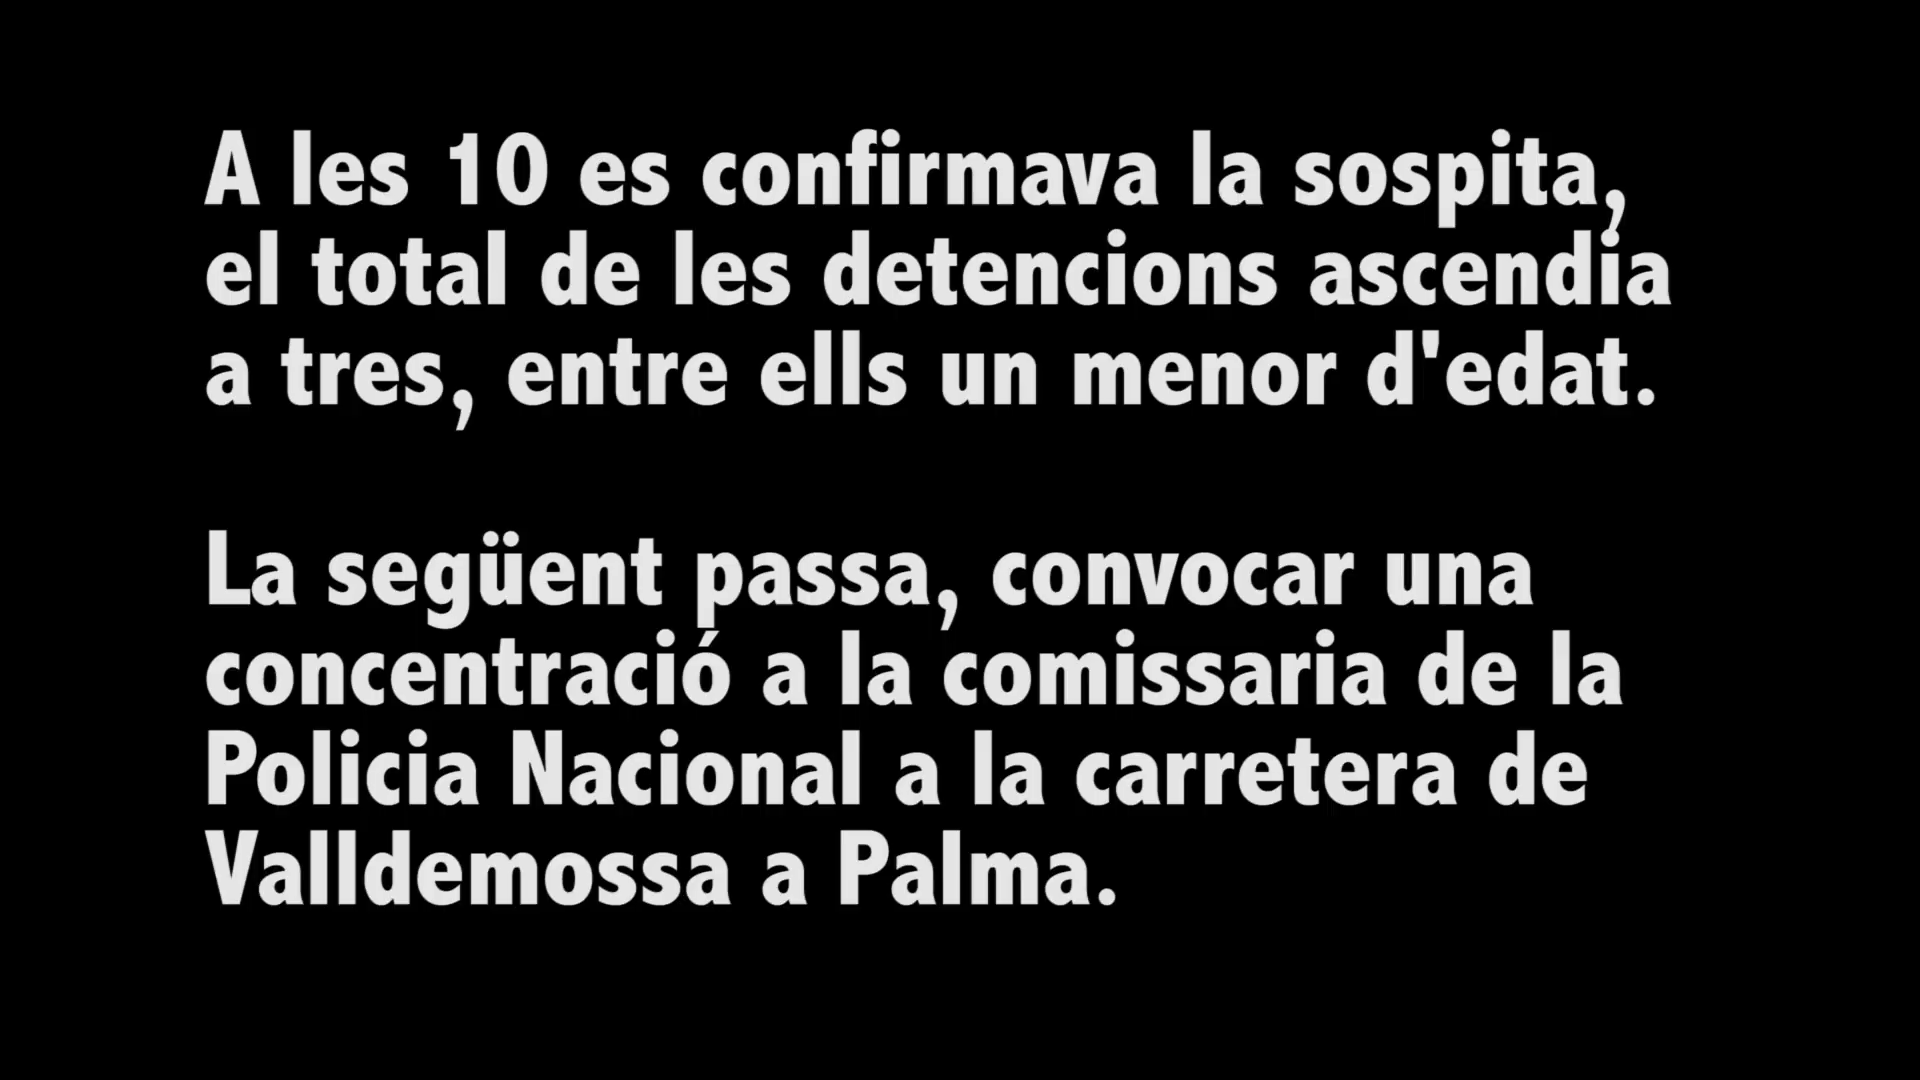 A les 10 es confirmava la sospita,
el total de les detencions ascendia
a tres, entre ells un menor d'edat.
La següent passa, convocar una
concentració a la comissaria de la
Policia Nacional a la carretera de
Valldemossa a Palma.